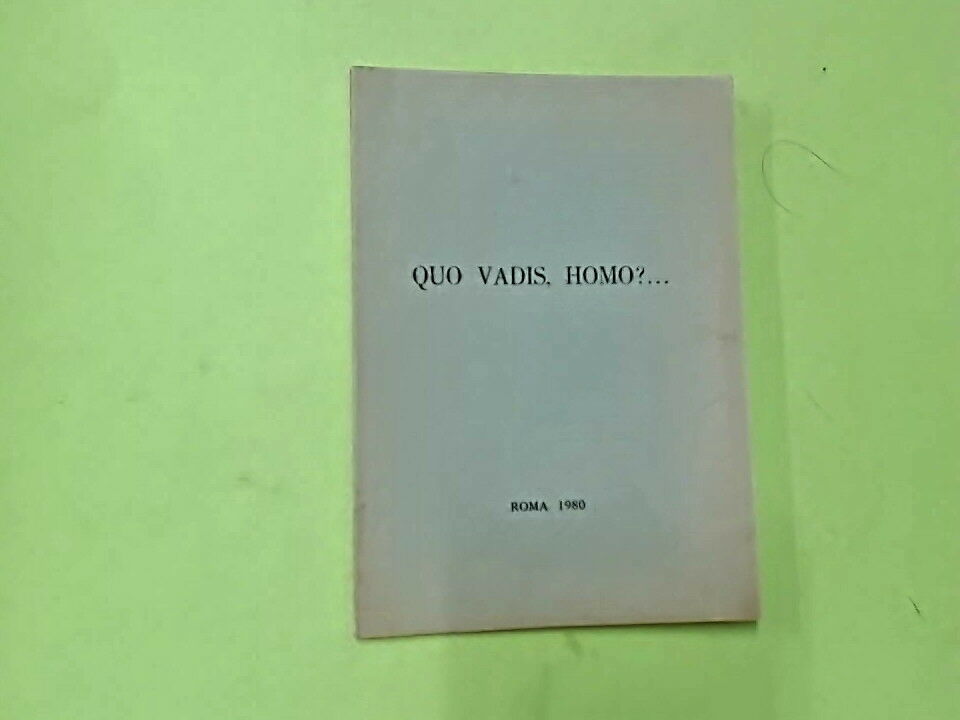 QUO VADIS, HOMO?...
ROMA 1980